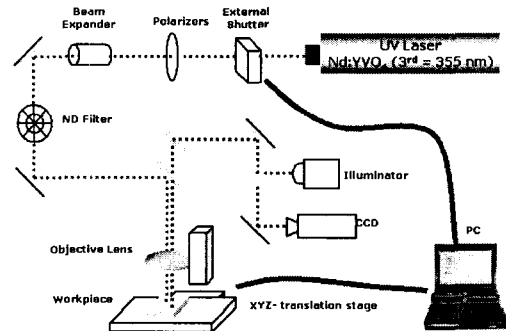 Beam
Expander
Polarizers
External
Shutter
UV Laser
Nd:YVO₄ (3rd = 355 nm)
ND Filter
Illuminator
CCD
PC
Objective Lens
Workpiece
XYZ- translation stage